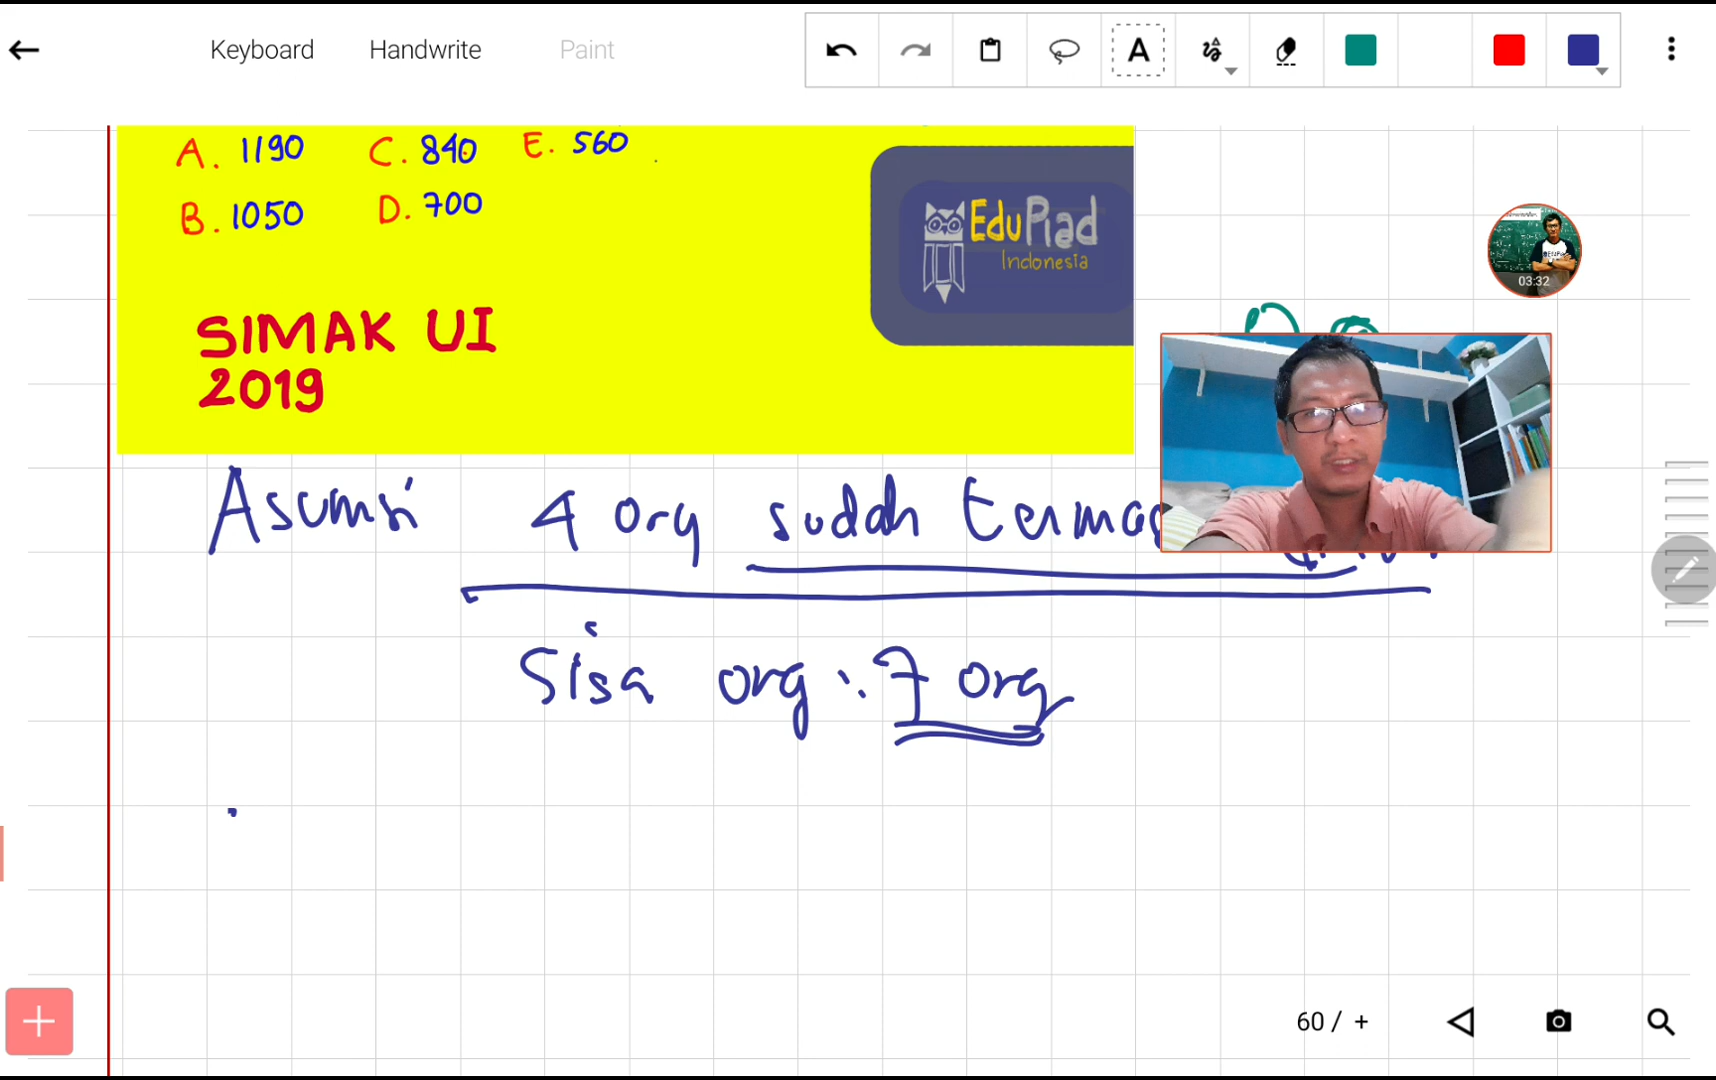 Keyboard Handwrite Paint A
A. 1190 C. 840 E. 560
B. 1050 D. 700
EduPiad
Indonesia
SIMAK UI
2019
03:32
Asumsi 4 org sudah
Sisa org : 7 org
60 / +